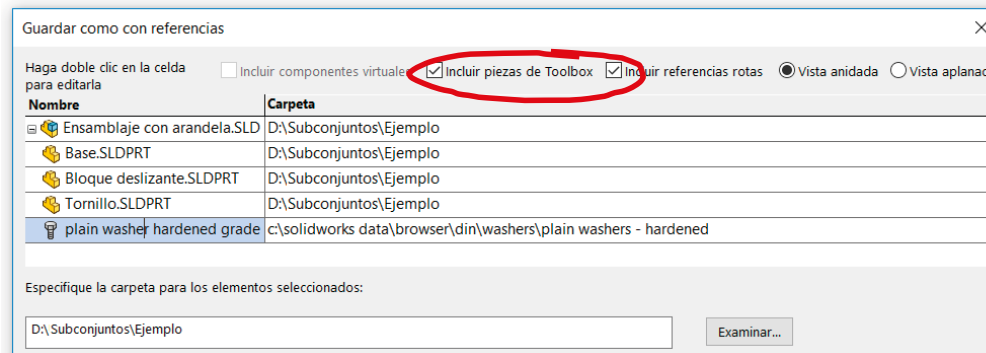 Guardar como con referencias
Haga doble clic en la celda para editarla
Incluir componentes virtuale
Incluir piezas de Toolbox
Incluir referencias rotas
Vista anidada
Vista aplanad
Nombre Carpeta
Ensamblaje con arandela.SLD D:\Subconjuntos\Ejemplo
Base.SLDPRT D:\Subconjuntos\Ejemplo
Bloque deslizante.SLDPRT D:\Subconjuntos\Ejemplo
Tornillo.SLDPRT D:\Subconjuntos\Ejemplo
plain washer hardened grade c:\solidworks data\browser\din\washers\plain washers - hardened
Especifique la carpeta para los elementos seleccionados:
D:\Subconjuntos\Ejemplo
Examinar...